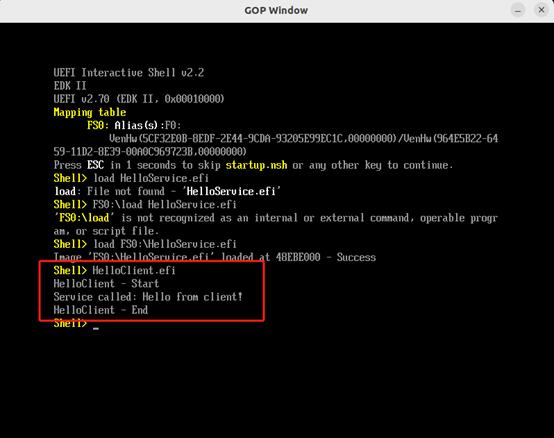 GOP Window
UEFI Interactive Shell v2.2
EDK II
UEFI v2.70 (EDK II, 0x00010000)
Mapping table
FS0: Alias(s):F0:
VenHw(5CF32E0B-8EDF-2E44-9CDA-93205E99EC1C,00000000)/VenHw(964E5B22-64
59-11D2-8E39-00A0C969723B,00000000)
Press ESC in 1 seconds to skip startup.nsh or any other key to continue.
Shell> load HelloService.efi
load: File not found - 'HelloService.efi'
Shell> FS0:\load HelloService.efi
'FS0:\load' is not recognized as an internal or external command, operable progr
am, or script file.
Shell> load FS0:\HelloService.efi
Image 'FS0:\HelloService.efi' loaded at 48EBE000 - Success
Shell> HelloClient.efi
HelloClient - Start
Service called: Hello from client!
HelloClient - End
Shell> _